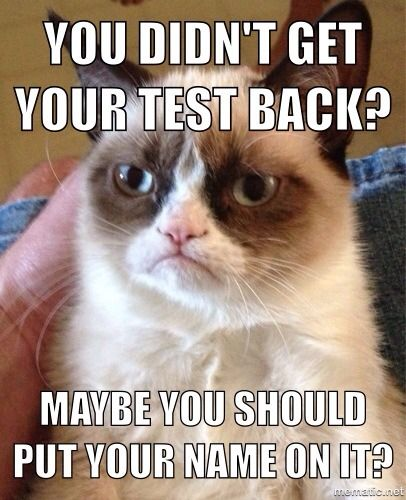 YOU DIDN'T GET
YOUR TEST BACK?
MAYBE YOU SHOULD
PUT YOUR NAME ON IT?
mematic.net